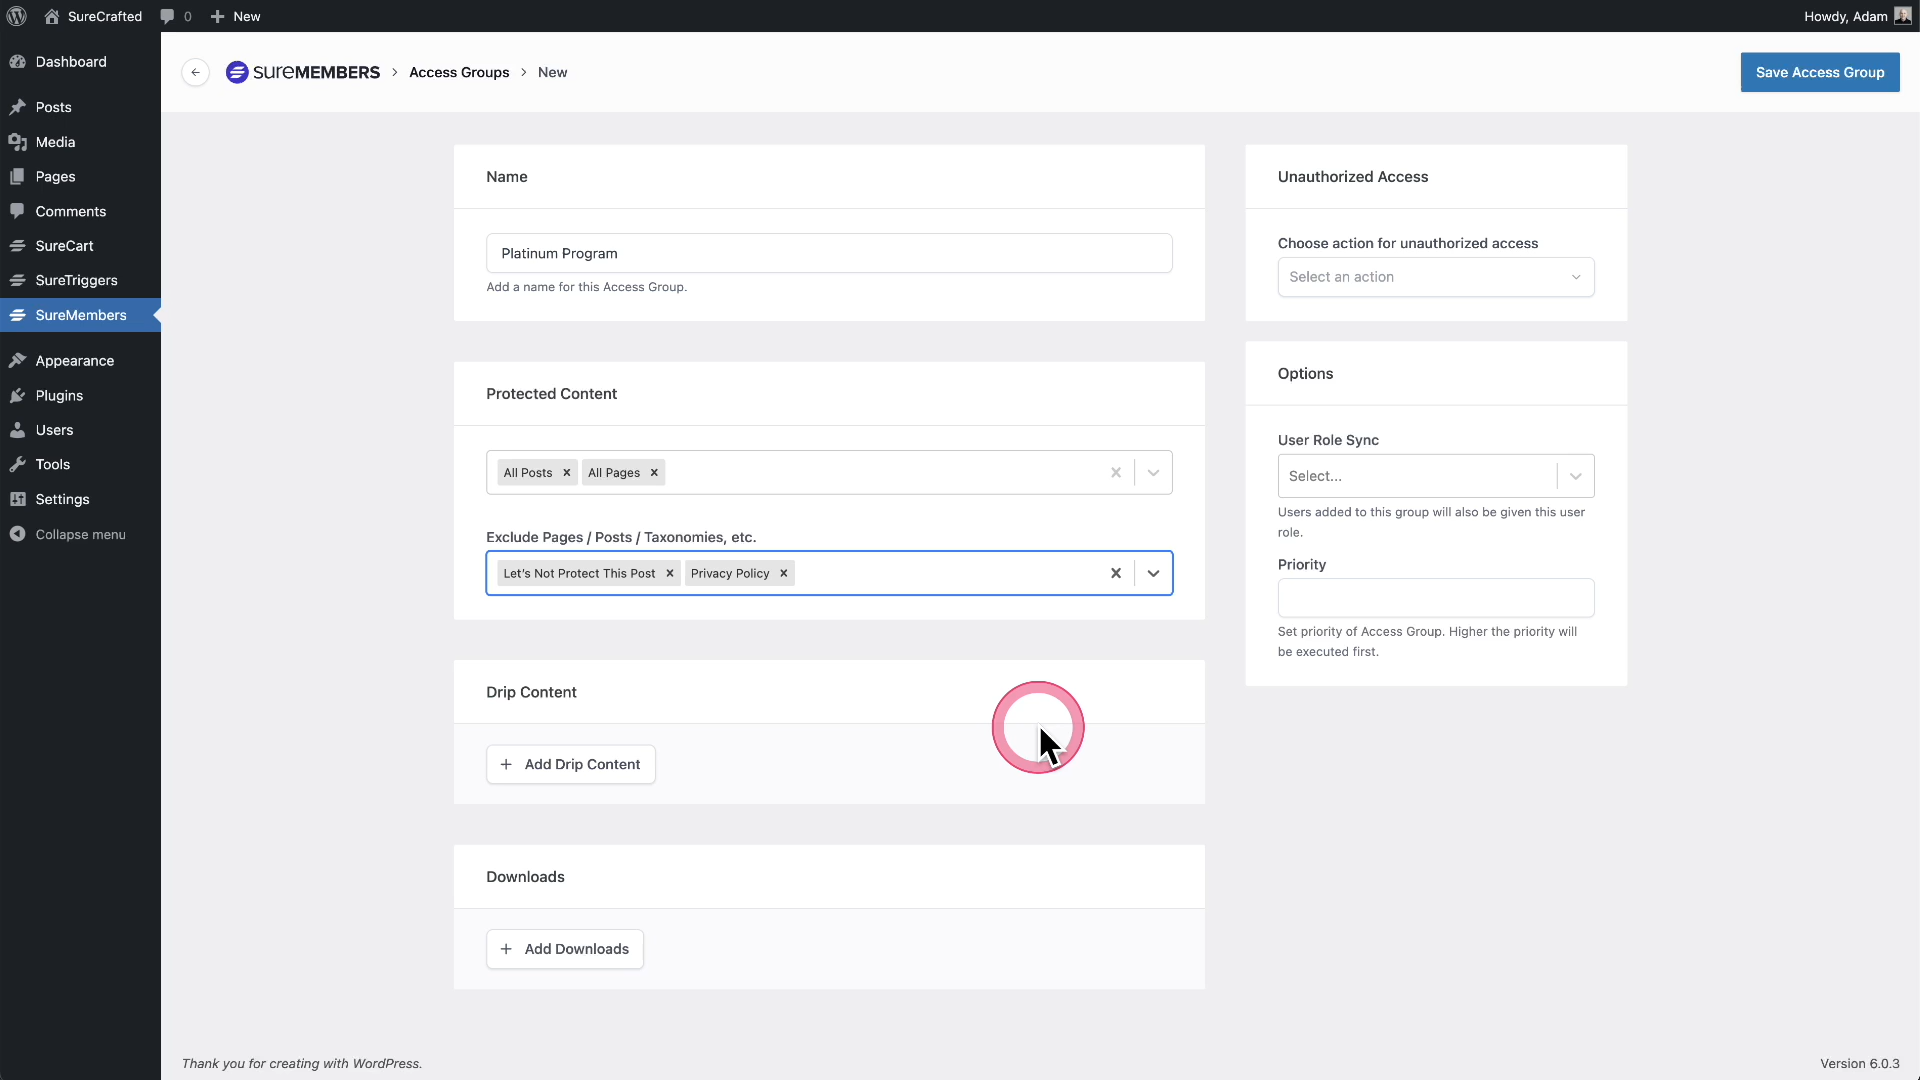 SureCrafted 0 New Howdy, Adam
Dashboard
Posts
Media
Pages
Comments
SureCart
SureTriggers
SureMembers
Appearance
Plugins
Users
Tools
Settings
Collapse menu
SUREMEMBERS > Access Groups > New
Save Access Group
Name
Platinum Program
Add a name for this Access Group.
Protected Content
All Posts × All Pages ×
Exclude Pages / Posts / Taxonomies, etc.
Let's Not Protect This Post × Privacy Policy ×
Drip Content
+ Add Drip Content
Downloads
+ Add Downloads
Unauthorized Access
Choose action for unauthorized access
Select an action
Options
User Role Sync
Select...
Users added to this group will also be given this user
role.
Priority
Set priority of Access Group. Higher the priority will
be executed first.
Thank you for creating with WordPress.
Version 6.0.3